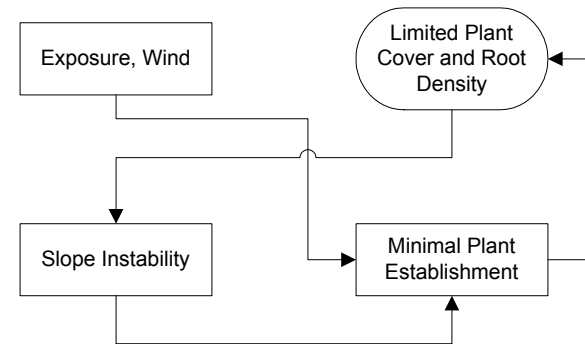 Exposure, Wind
Limited Plant
Cover and Root
Density
Slope Instability
Minimal Plant
Establishment